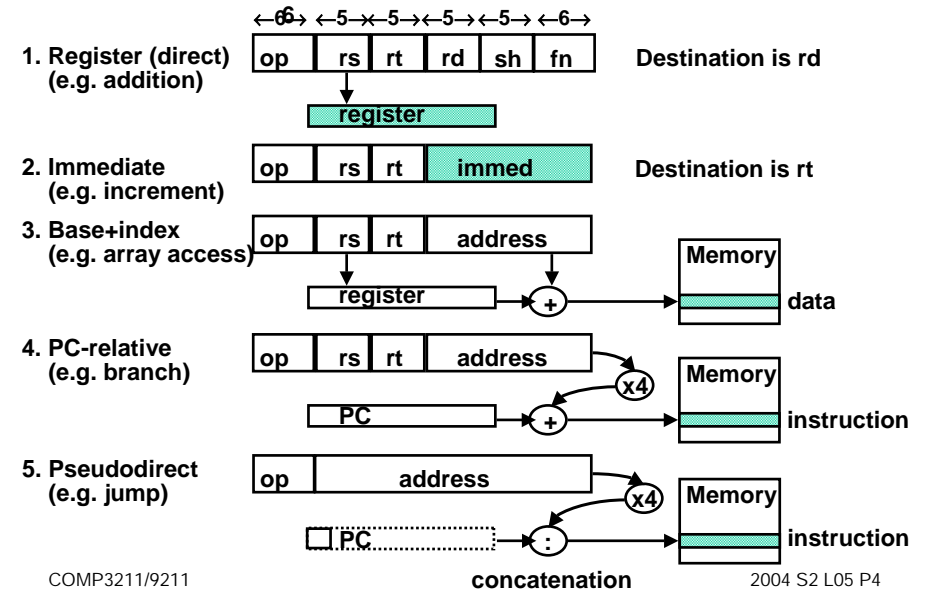 ←6→ ←5→ ←5→ ←5→ ←5→ ←6→
1. Register (direct)
(e.g. addition)
op rs rt rd sh fn
Destination is rd
register
2. Immediate
(e.g. increment)
op rs rt immed
Destination is rt
3. Base+index
(e.g. array access)
op rs rt address
register
+
Memory
data
4. PC-relative
(e.g. branch)
op rs rt address
x4
PC
+
Memory
instruction
5. Pseudodirect
(e.g. jump)
op address
x4
PC
:
Memory
instruction
concatenation
COMP3211/9211
2004 S2 L05 P4